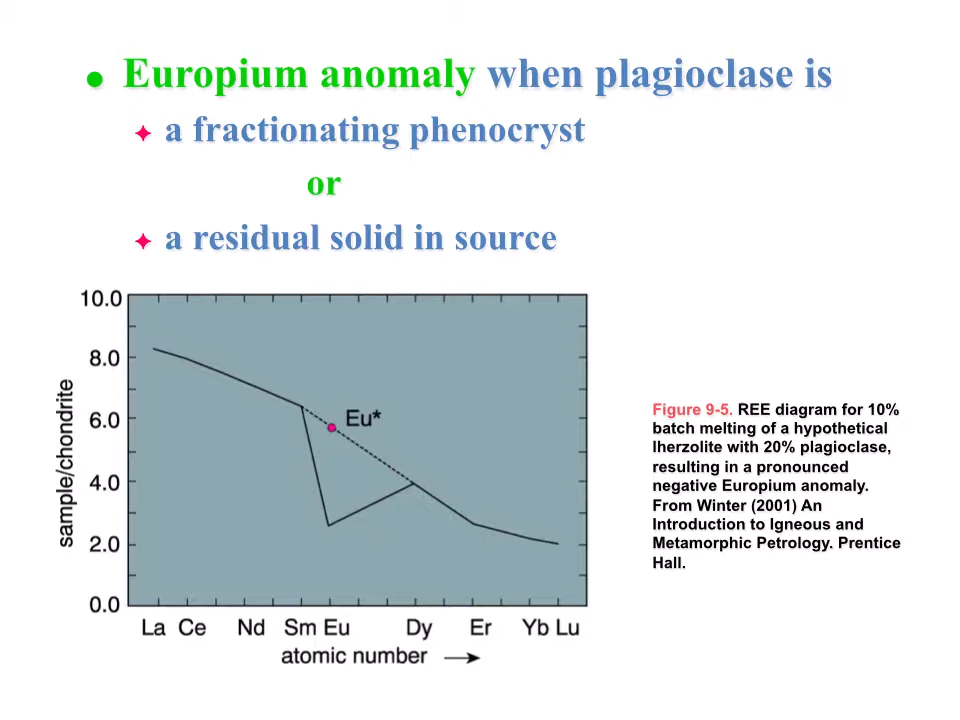 ● Europium anomaly when plagioclase is
✦ a fractionating phenocryst
or
✦ a residual solid in source
10.0
8.0
6.0
4.0
2.0
0.0
sample/chondrite
Eu*
La Ce Nd Sm Eu Dy Er Yb Lu
atomic number →
Figure 9-5. REE diagram for 10%
batch melting of a hypothetical
lherzolite with 20% plagioclase,
resulting in a pronounced
negative Europium anomaly.
From Winter (2001) An
Introduction to Igneous and
Metamorphic Petrology. Prentice
Hall.